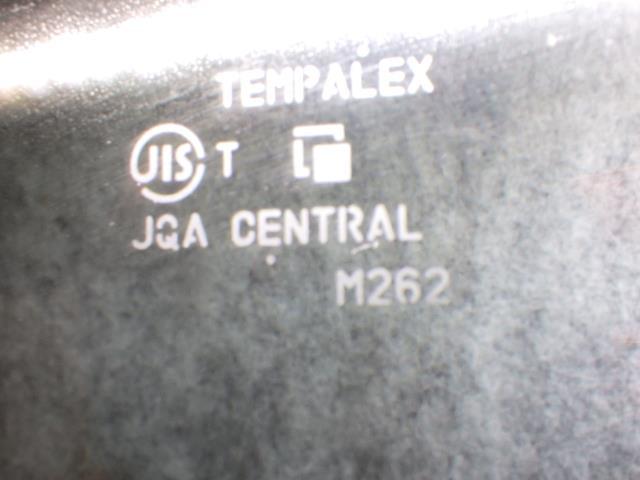 TEMPALEX
JIS T
JQA CENTRAL
M262